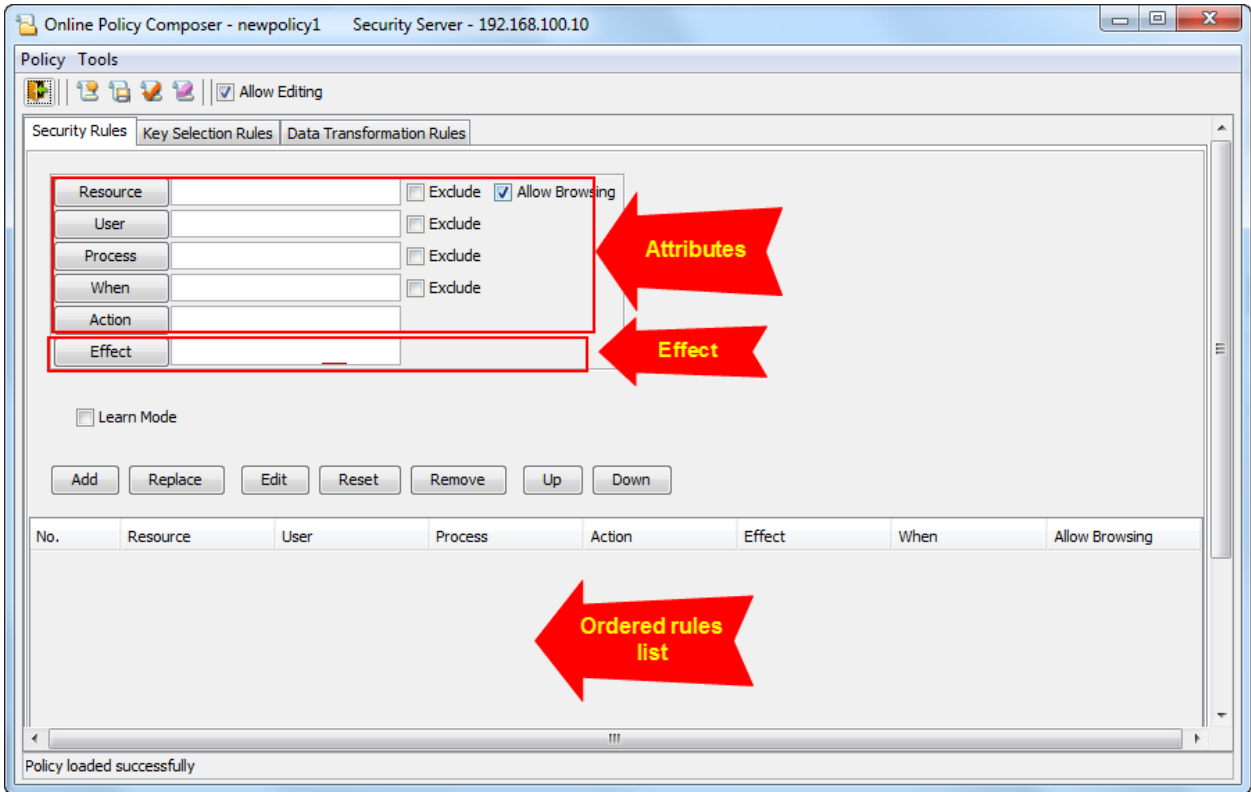 Online Policy Composer - newpolicy1 Security Server - 192.168.100.10
Policy Tools
Allow Editing
Security Rules Key Selection Rules Data Transformation Rules
Resource Exclude Allow Browsing
User Exclude
Process Exclude
When Exclude
Action
Effect
Attributes
Effect
Learn Mode
Add Replace Edit Reset Remove Up Down
No. Resource User Process Action Effect When Allow Browsing
Ordered rules
list
Policy loaded successfully